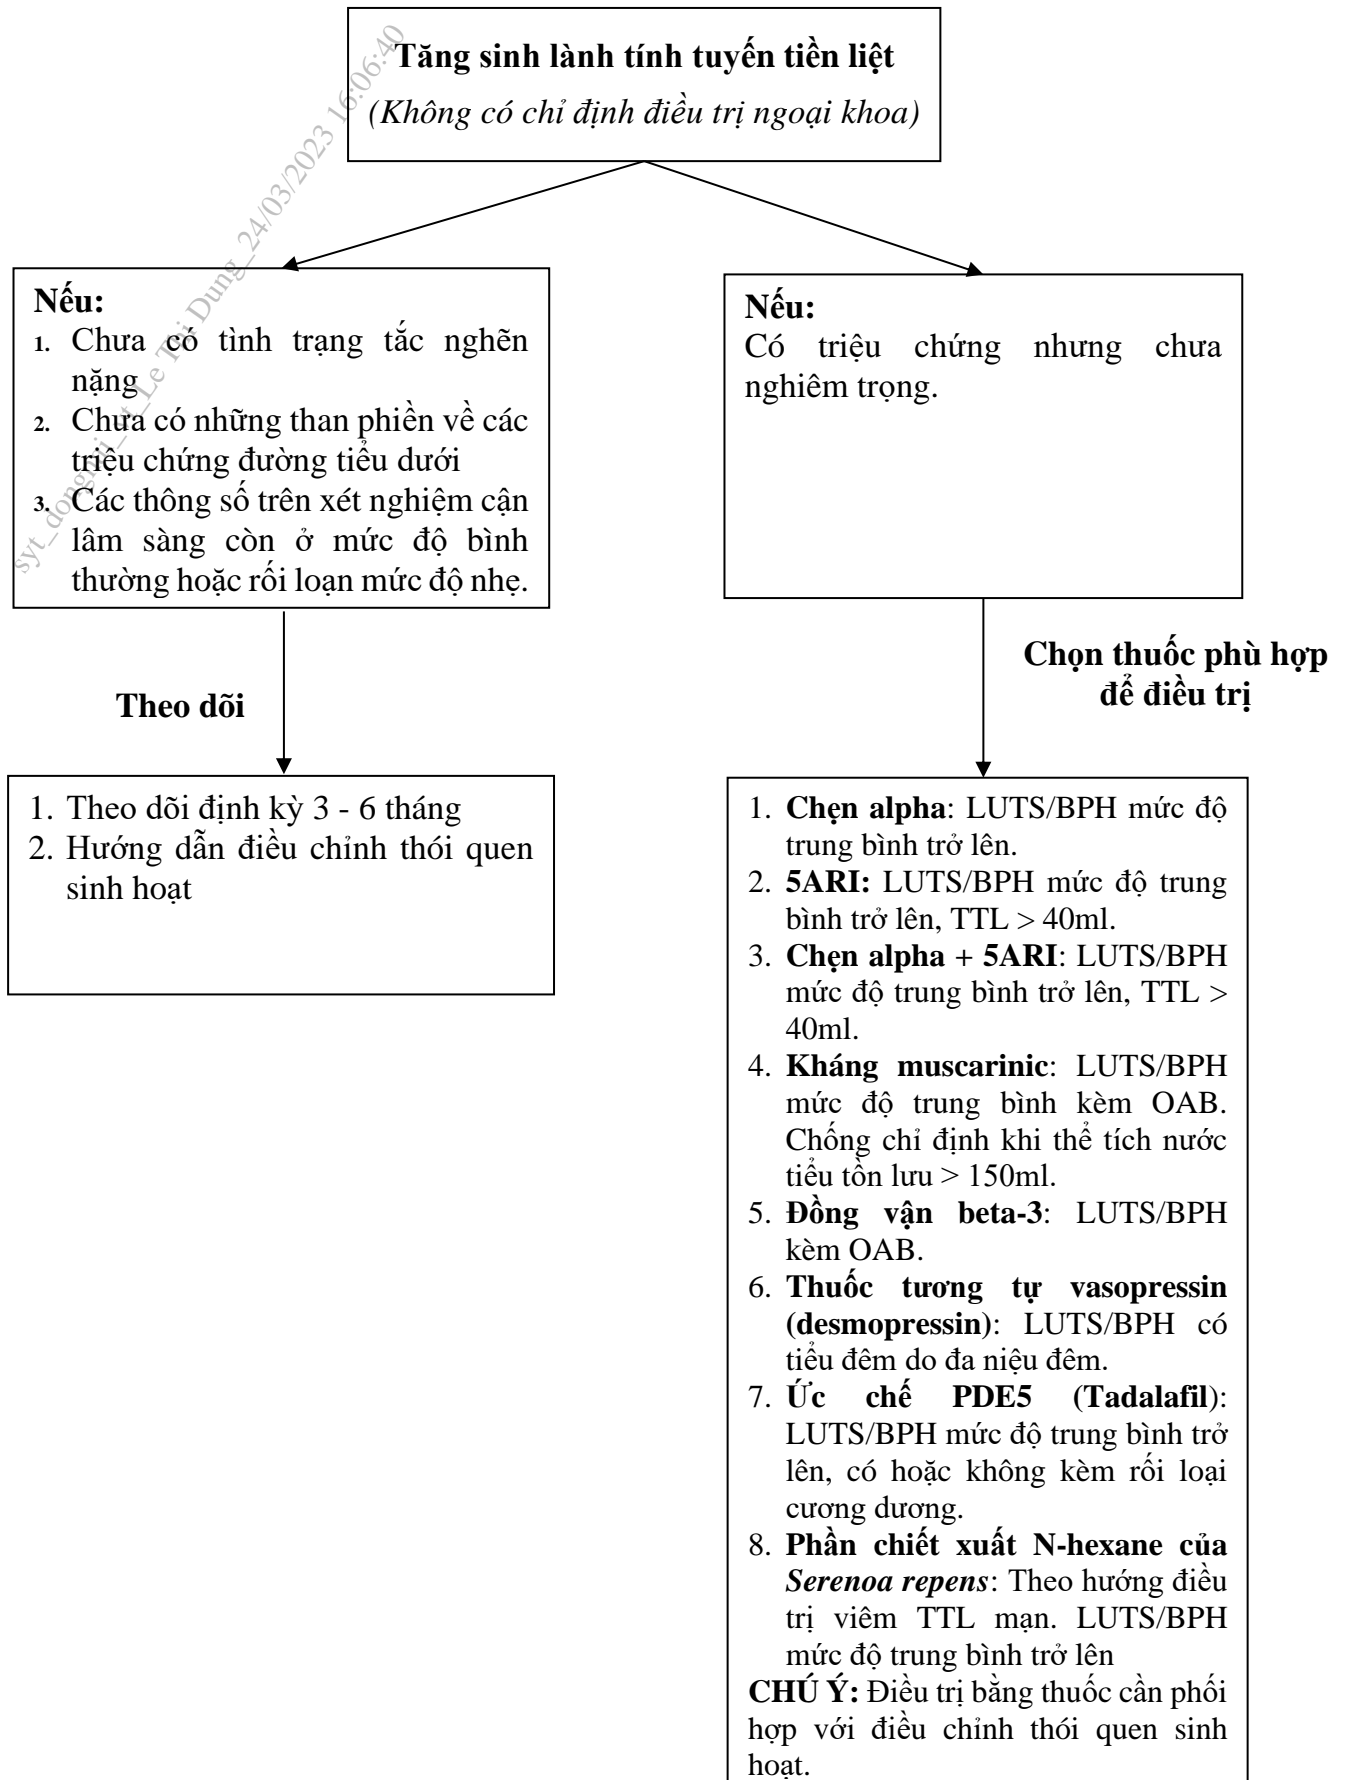 Tăng sinh lành tính tuyến tiền liệt
(Không có chỉ định điều trị ngoại khoa)
syt_dongnai_vt_Le Thi Dung_24/03/2023 16:06:40
Nếu:
1. Chưa có tình trạng tắc nghẽn
nặng
2. Chưa có những than phiền về các
triệu chứng đường tiểu dưới
3. Các thông số trên xét nghiệm cận
lâm sàng còn ở mức độ bình
thường hoặc rối loạn mức độ nhẹ.
Nếu:
Có triệu chứng nhưng chưa
nghiêm trọng.
Theo dõi
Chọn thuốc phù hợp
để điều trị
1. Theo dõi định kỳ 3 - 6 tháng
2. Hướng dẫn điều chỉnh thói quen
sinh hoạt
1. Chẹn alpha: LUTS/BPH mức độ
trung bình trở lên.
2. 5ARI: LUTS/BPH mức độ trung
bình trở lên, TTL > 40ml.
3. Chẹn alpha + 5ARI: LUTS/BPH
mức độ trung bình trở lên, TTL >
40ml.
4. Kháng muscarinic: LUTS/BPH
mức độ trung bình kèm OAB.
Chống chỉ định khi thể tích nước
tiểu tồn lưu > 150ml.
5. Đồng vận beta-3: LUTS/BPH
kèm OAB.
6. Thuốc tương tự vasopressin
(desmopressin): LUTS/BPH có
tiểu đêm do đa niệu đêm.
7. Ức chế PDE5 (Tadalafil):
LUTS/BPH mức độ trung bình trở
lên, có hoặc không kèm rối loại
cương dương.
8. Phần chiết xuất N-hexane của
Serenoa repens: Theo hướng điều
trị viêm TTL mạn. LUTS/BPH
mức độ trung bình trở lên
CHÚ Ý: Điều trị bằng thuốc cần phối
hợp với điều chỉnh thói quen sinh
hoạt.